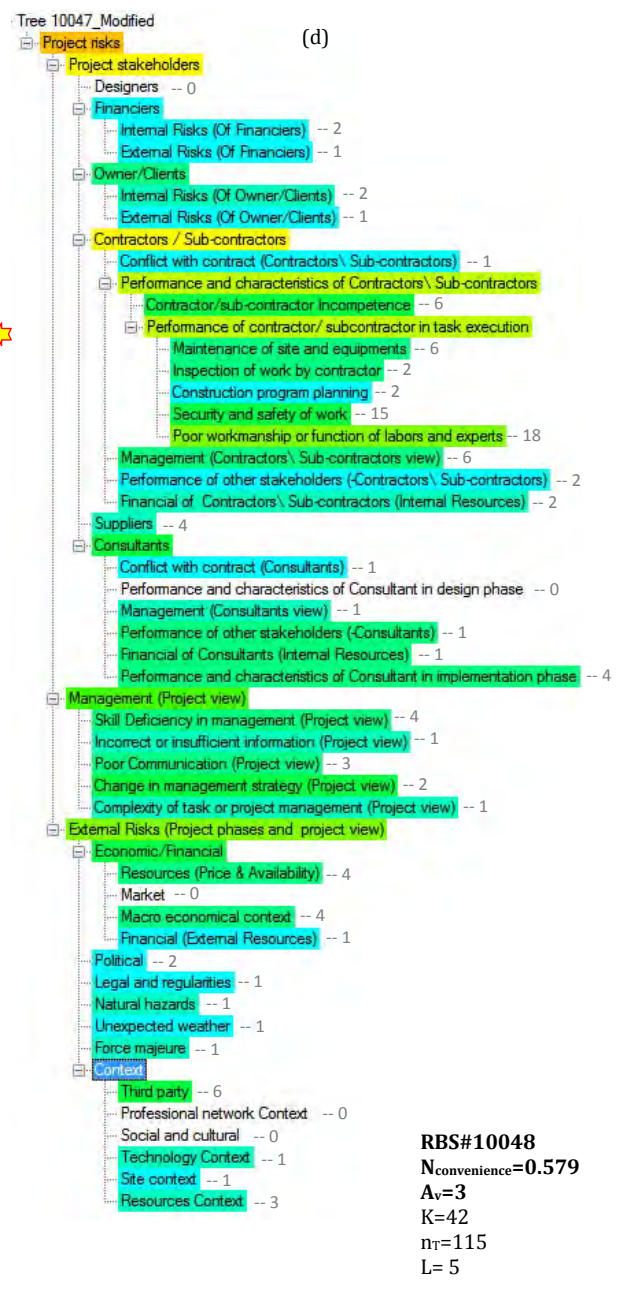 Tree 10047_Modified
(d)
Project risks
Project stakeholders
Designers -- 0
Financiers
Internal Risks (Of Financiers) -- 2
External Risks (Of Financiers) -- 1
Owner/Clients
Internal Risks (Of Owner/Clients) -- 2
External Risks (Of Owner/Clients) -- 1
Contractors / Sub-contractors
Conflict with contract (Contractors\ Sub-contractors) -- 1
Performance and characteristics of Contractors\ Sub-contractors
Contractor/sub-contractor Incompetence -- 6
Performance of contractor/ subcontractor in task execution
Maintenance of site and equipments -- 6
Inspection of work by contractor -- 2
Construction program planning -- 2
Security and safety of work -- 15
Poor workmanship or function of labors and experts -- 18
Management (Contractors\ Sub-contractors view) -- 6
Performance of other stakeholders (-Contractors\ Sub-contractors) -- 2
Financial of Contractors\ Sub-contractors (Internal Resources) -- 2
Suppliers -- 4
Consultants
Conflict with contract (Consultants) -- 1
Performance and characteristics of Consultant in design phase -- 0
Management (Consultants view) -- 1
Performance of other stakeholders (-Consultants) -- 1
Financial of Consultants (Internal Resources) -- 1
Performance and characteristics of Consultant in implementation phase -- 4
Management (Project view)
Skill Deficiency in management (Project view) -- 4
Incorrect or insufficient information (Project view) -- 1
Poor Communication (Project view) -- 3
Change in management strategy (Project view) -- 2
Complexity of task or project management (Project view) -- 1
External Risks (Project phases and project view)
Economic/Financial
Resources (Price & Availability) -- 4
Market -- 0
Macro economical context -- 4
Financial (External Resources) -- 1
Political -- 2
Legal and regularities -- 1
Natural hazards -- 1
Unexpected weather -- 1
Force majeure -- 1
Context
Third party -- 6
Professional network Context -- 0
Social and cultural -- 0
Technology Context -- 1
Site context -- 1
Resources Context -- 3
RBS#10048
Nconvenience=0.579
Av=3
K=42
nT=115
L= 5